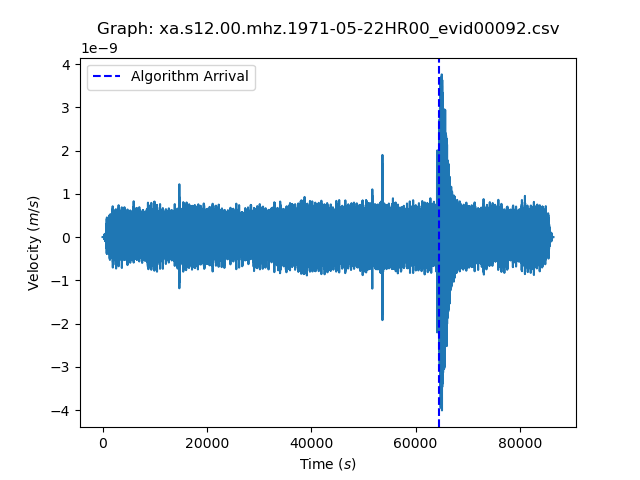 Graph: xa.s12.00.mhz.1971-05-22HR00_evid00092.csv
1e−9
Algorithm Arrival
4
3
2
1
0
−1
−2
−3
−4
Velocity (m/s)
0 20000 40000 60000 80000
Time (s)